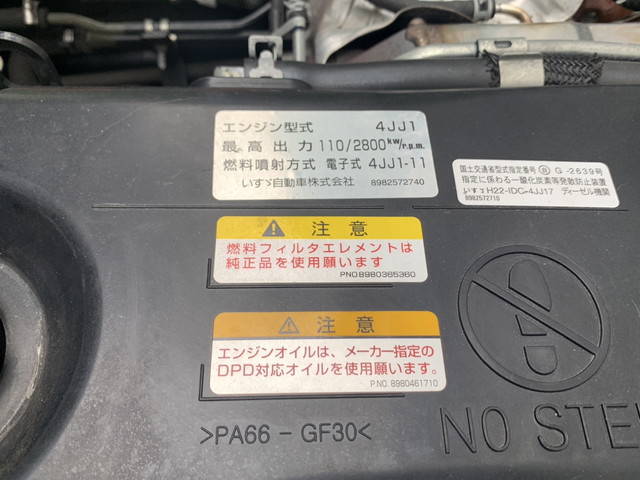 エンジン型式 4JJ1
最高出力 110/2800kw/r.p.m.
燃料噴射方式 電子式 4JJ1-11
いすゞ自動車株式会社 8982572740
国土交通省型式指定番号 Ⓑ G-2639号
指定に係わる一酸化炭素等発散防止装置
いすゞH22-IDC-4JJ17 ディーゼル機関
8982572710
注意
燃料フィルタエレメントは
純正品を使用願います
PNO8980365360
注意
エンジンオイルは、メーカー指定の
DPD対応オイルを使用願います。
P.NO. 8980461710
>PA66-GF30<
NO STE